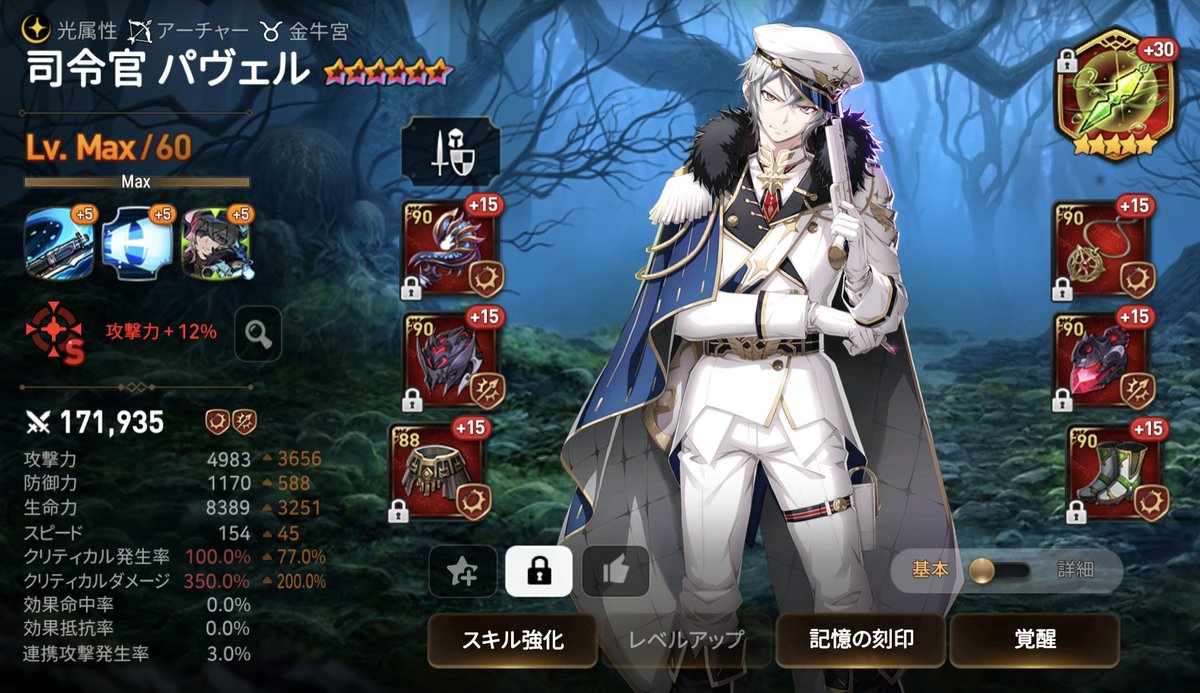 光属性 アーチャー 金牛宮
司令官 パヴェル
Lv. Max/60
Max
+5 +5 +5
S 攻撃力+12%
171,935
攻撃力 4983 3656
防御力 1170 588
生命力 8389 3251
スピード 154 45
クリティカル発生率 100.0% 77.0%
クリティカルダメージ 350.0% 200.0%
効果命中率 0.0%
効果抵抗率 0.0%
連携攻撃発生率 3.0%
90 +15
90 +15
88 +15
+30
90 +15
90 +15
90 +15
基本 詳細
スキル強化 レベルアップ 記憶の刻印 覚醒